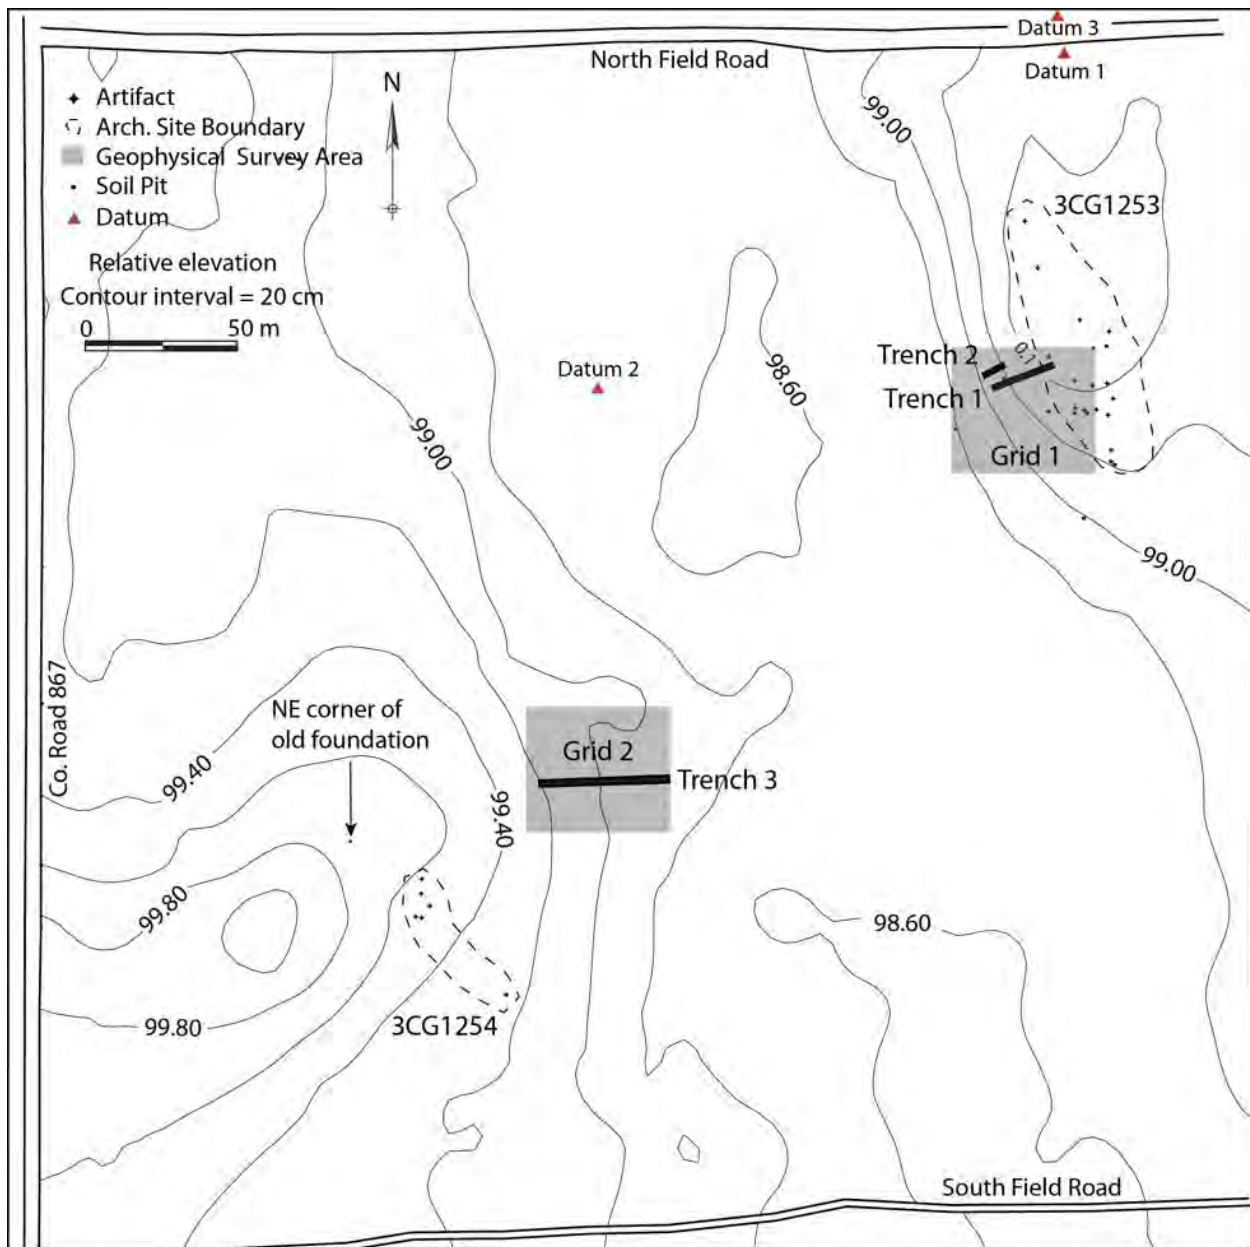 Datum 3
North Field Road
Datum 1
N
Artifact
Arch. Site Boundary
Geophysical Survey Area
Soil Pit
Datum
99.00
3CG1253
Relative elevation
Contour interval = 20 cm
0 50 m
Trench 2
0.1
Datum 2
98.60
Trench 1
99.00
Grid 1
99.00
Co. Road 867
NE corner of
old foundation
Grid 2
99.40
Trench 3
99.40
99.80
98.60
99.80
3CG1254
South Field Road